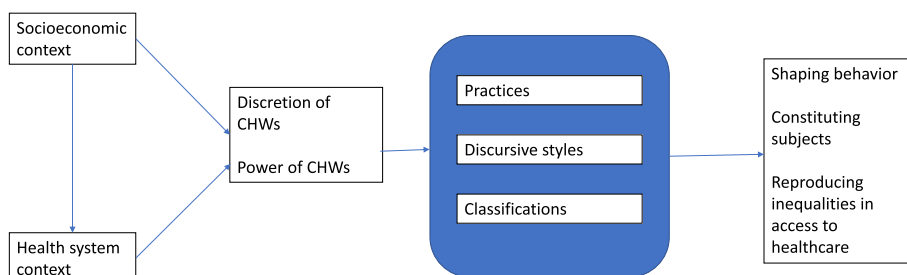 Socioeconomic
context
Discretion of
CHWs
Power of CHWs
Health system
context
Practices
Discursive styles
Classifications
Shaping behavior
Constituting
subjects
Reproducing
inequalities in
access to
healthcare